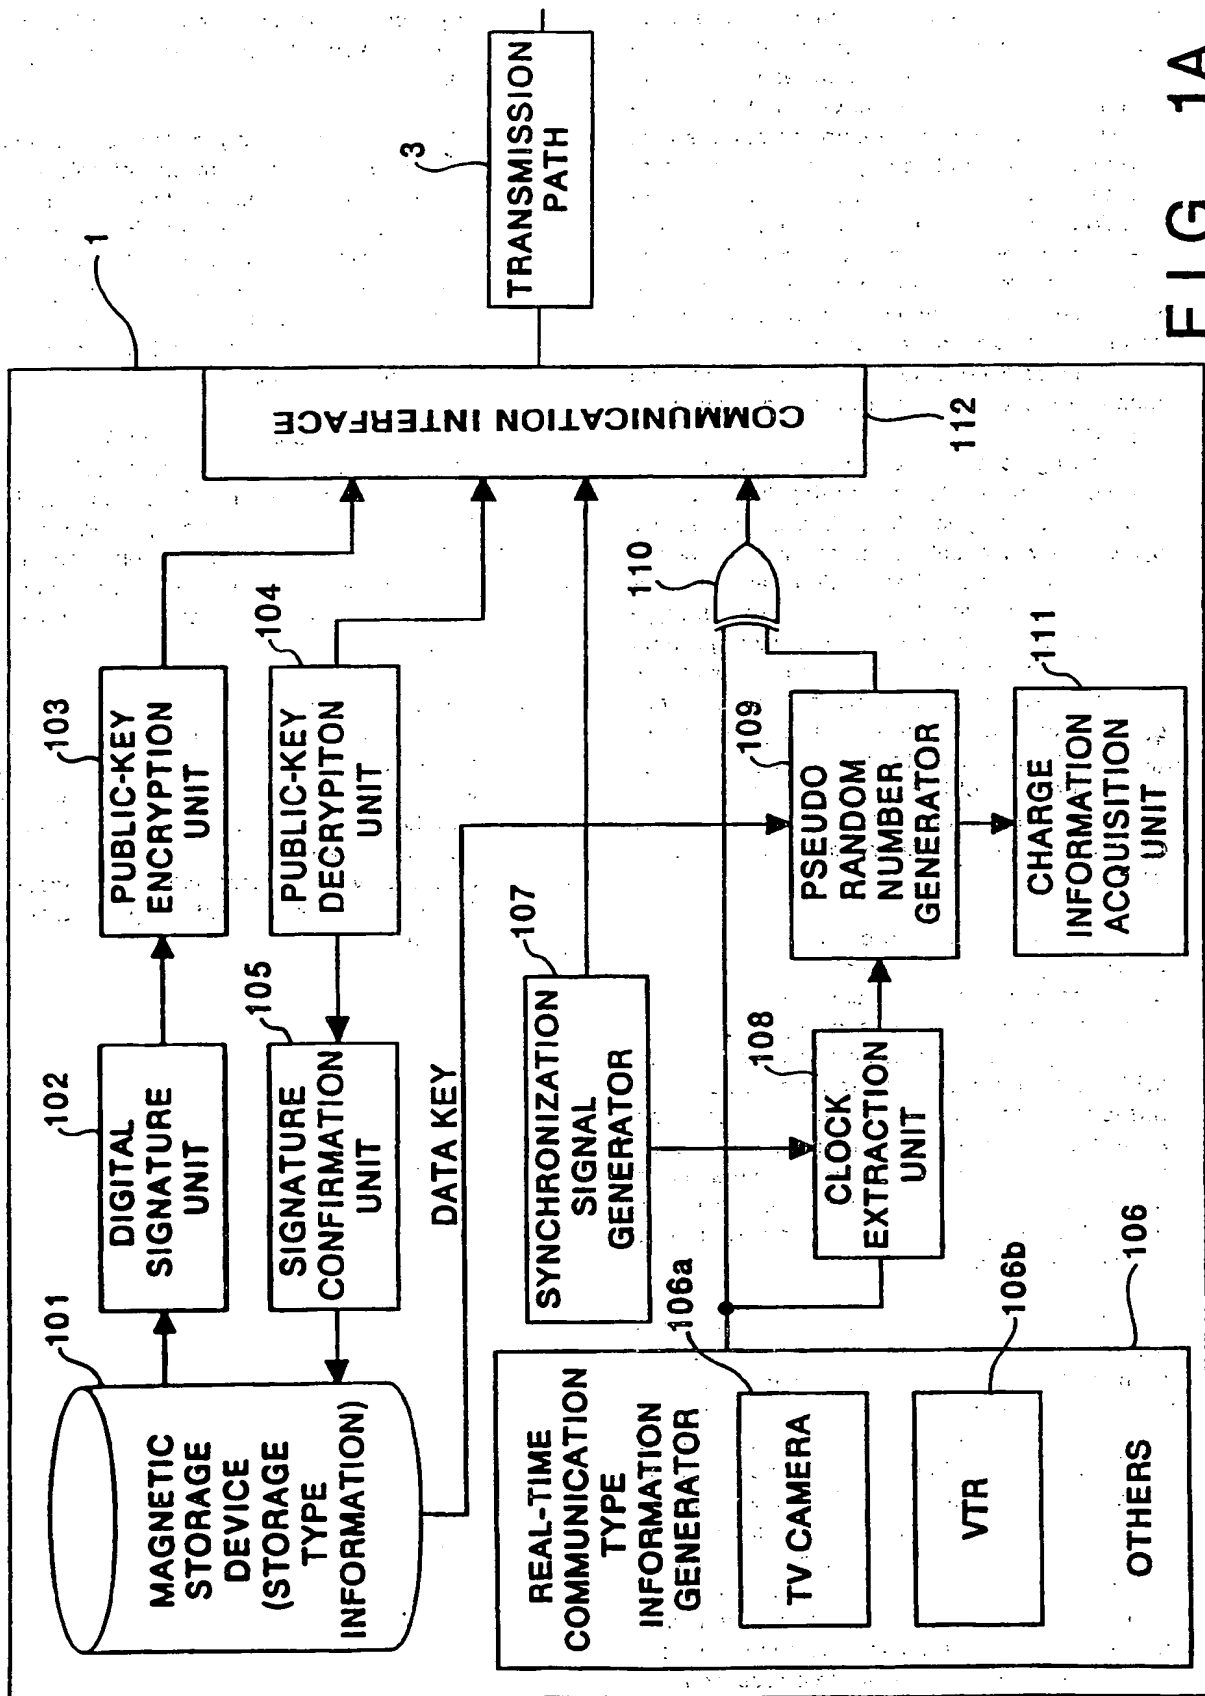 101
MAGNETIC
STORAGE
DEVICE
(STORAGE
TYPE
INFORMATION)
102
DIGITAL
SIGNATURE
UNIT
103
PUBLIC-KEY
ENCRYPTION
UNIT
1
105
SIGNATURE
CONFIRMATION
UNIT
104
PUBLIC-KEY
DECRYPITON
UNIT
DATA KEY
COMMUNICATION INTERFACE
112
3
TRANSMISSION
PATH
107
SYNCHRONIZATION
SIGNAL
GENERATOR
110
REAL-TIME
COMMUNICATION
TYPE
INFORMATION
GENERATOR
106a
TV CAMERA
106b
VTR
OTHERS
106
108
CLOCK
EXTRACTION
UNIT
109
PSEUDO
RANDOM
NUMBER
GENERATOR
111
CHARGE
INFORMATION
ACQUISITION
UNIT
FIG 1A